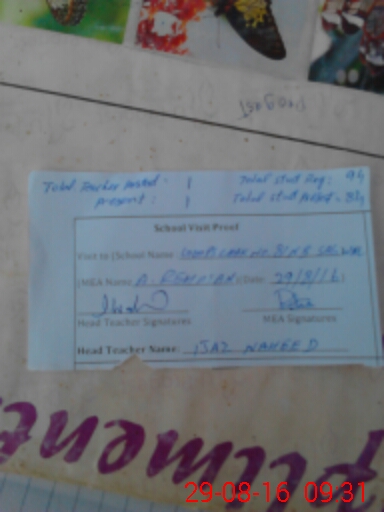 Total Teacher Posted: 1 Total stud Reg: 94
Present: 1 Total stud Present: 84
School Visit Proof
Visit to (School Name
(MEA Name A REHMAN Date: 29/8/16)
Head Teacher Signatures MEA Signatures
Head Teacher Name: IJAZ NAHEED
29-08-16 09:31